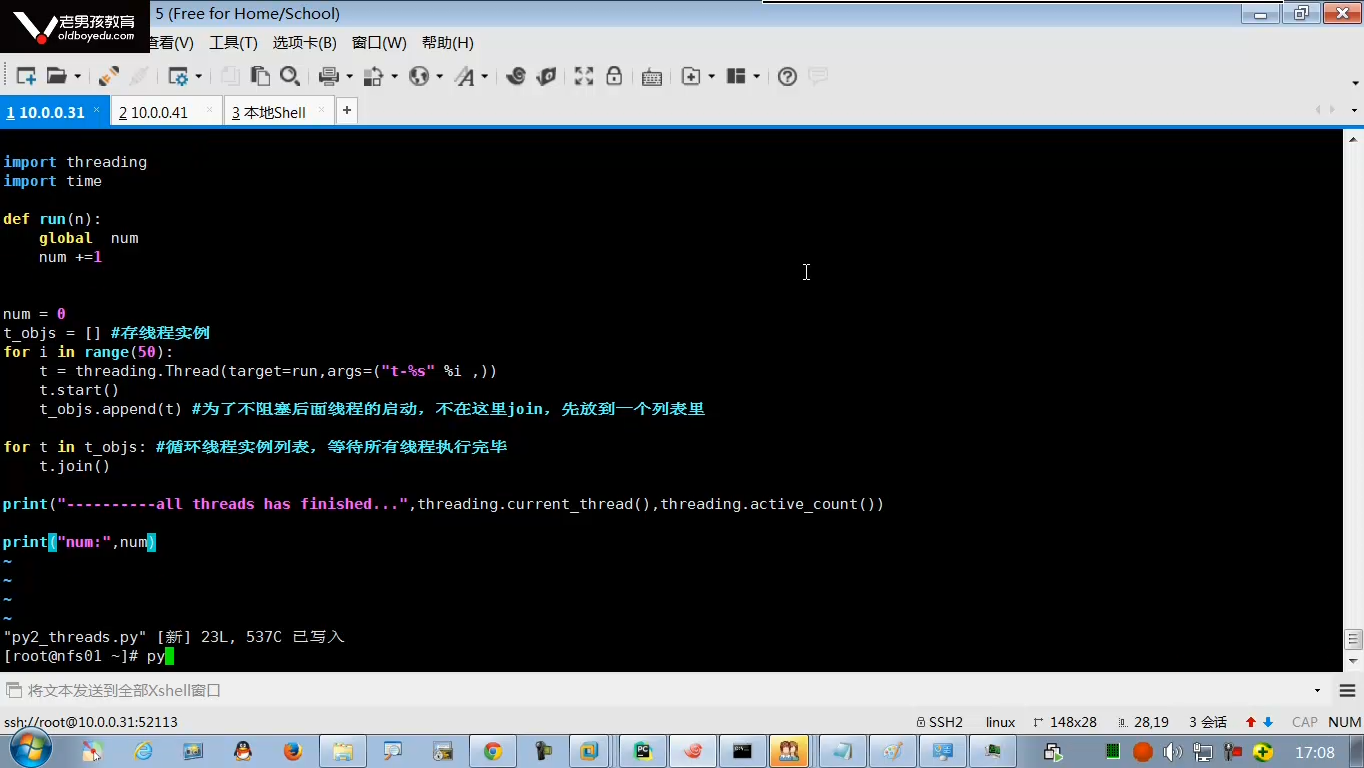 老男孩教育
oldboyedu.com
5 (Free for Home/School)
查看(V) 工具(T) 选项卡(B) 窗口(W) 帮助(H)
1 10.0.0.31
2 10.0.0.41
3 本地Shell
import threading
import time
def run(n):
    global  num
    num +=1
num = 0
t_objs = [] #存线程实例
for i in range(50):
    t = threading.Thread(target=run,args=("t-%s" %i ,))
    t.start()
    t_objs.append(t) #为了不阻塞后面线程的启动，不在这里join，先放到一个列表里
for t in t_objs: #循环线程实例列表，等待所有线程执行完毕
    t.join()
print("----------all threads has finished...",threading.current_thread(),threading.active_count())
print("num:",num)
~
~
~
~
"py2_threads.py" [新] 23L, 537C 已写入
[root@nfs01 ~]# py
将文本发送到全部Xshell窗口
ssh://root@10.0.0.31:52113 SSH2 linux 148x28 28,19 3 会话 CAP NUM
17:08